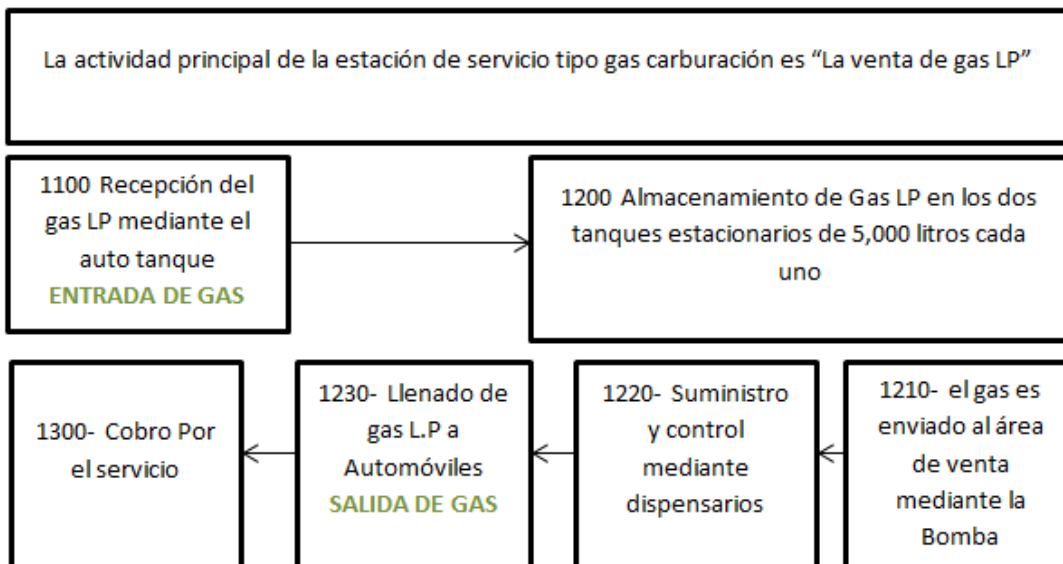 La actividad principal de la estación de servicio tipo gas carburación es “La venta de gas LP”
1100 Recepción del
gas LP mediante el
auto tanque
ENTRADA DE GAS
1200 Almacenamiento de Gas LP en los dos
tanques estacionarios de 5,000 litros cada
uno
1300- Cobro Por
el servicio
1230- Llenado de
gas L.P a
Automóviles
SALIDA DE GAS
1220- Suministro
y control
mediante
dispensarios
1210- el gas es
enviado al área
de venta
mediante la
Bomba